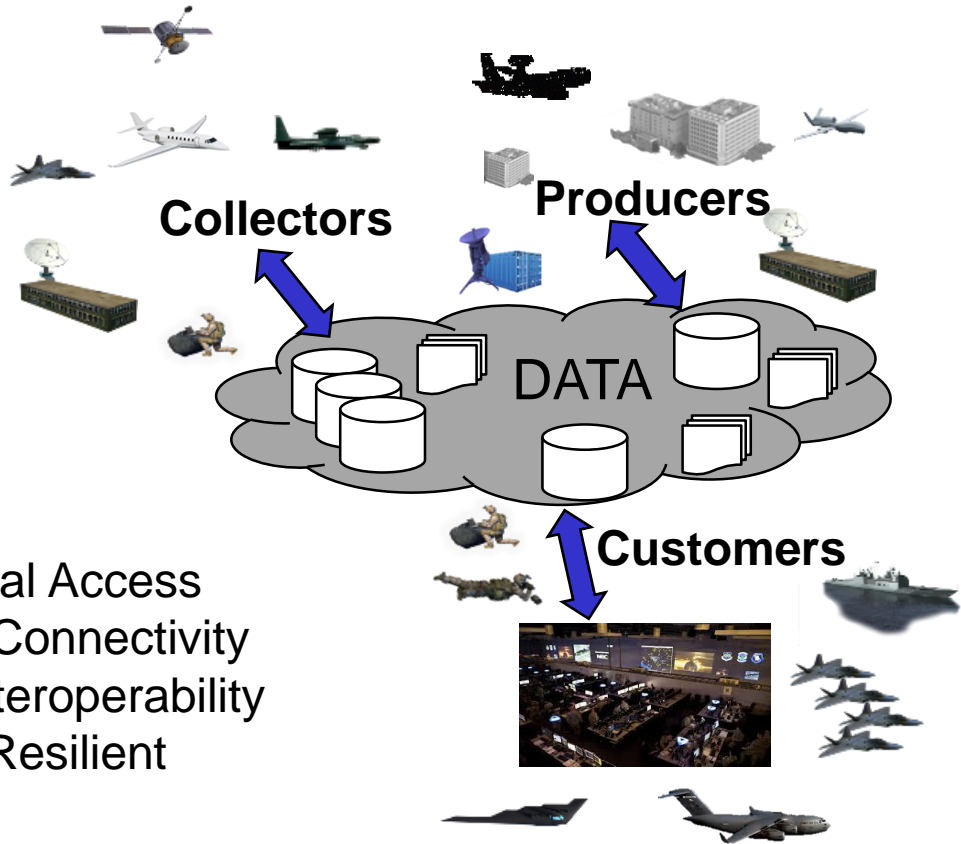 Producers
Collectors
DATA
Customers
al Access
Connectivity
teroperability
Resilient